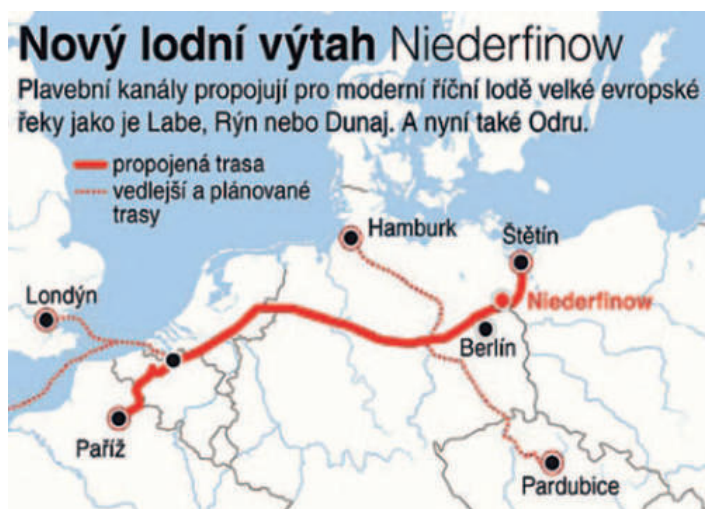 Nový lodní výtah Niederfinow
Plavební kanály propojují pro moderní říční lodě velké evropské
řeky jako je Labe, Rýn nebo Dunaj. A nyní také Odru.
propojená trasa
vedlejší a plánované
trasy
Hamburk
Štětín
Londýn
Niederfinow
Berlín
Paříž
Pardubice